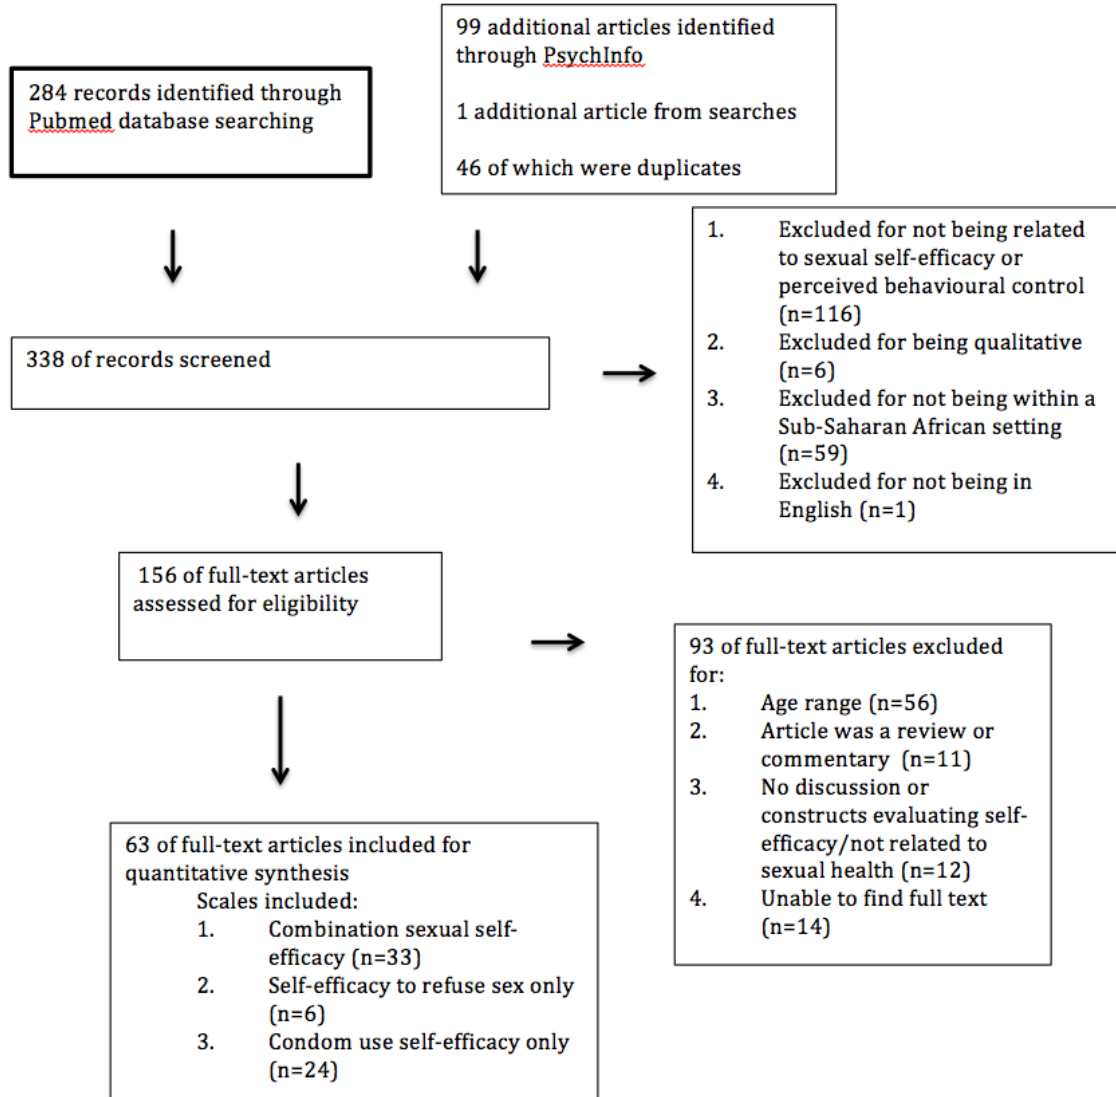 284 records identified through
Pubmed database searching
99 additional articles identified
through PsychInfo
1 additional article from searches
46 of which were duplicates
338 of records screened
1. Excluded for not being related
to sexual self-efficacy or
perceived behavioural control
(n=116)
2. Excluded for being qualitative
(n=6)
3. Excluded for not being within a
Sub-Saharan African setting
(n=59)
4. Excluded for not being in
English (n=1)
156 of full-text articles
assessed for eligibility
93 of full-text articles excluded
for:
1. Age range (n=56)
2. Article was a review or
commentary (n=11)
3. No discussion or
constructs evaluating self-
efficacy/not related to
sexual health (n=12)
4. Unable to find full text
(n=14)
63 of full-text articles included for
quantitative synthesis
Scales included:
1. Combination sexual self-
efficacy (n=33)
2. Self-efficacy to refuse sex only
(n=6)
3. Condom use self-efficacy only
(n=24)